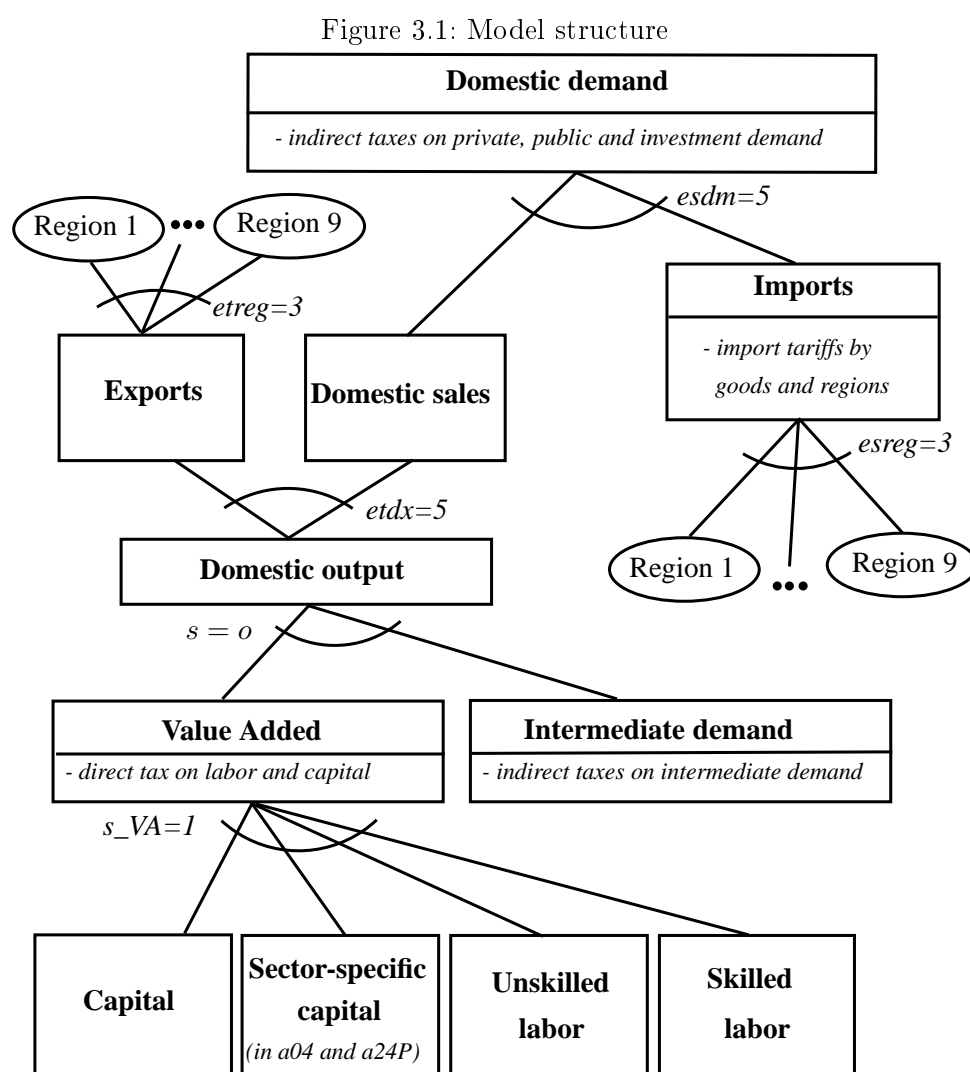 Figure 3.1: Model structure
Domestic demand
- indirect taxes on private, public and investment demand
esdm=5
Region 1
•••
Region 9
etreg=3
Imports
- import tariffs by
goods and regions
Exports
Domestic sales
esreg=3
etdx=5
Domestic output
Region 1
•••
Region 9
s = o
Value Added
- direct tax on labor and capital
Intermediate demand
- indirect taxes on intermediate demand
s_VA=1
Capital
Sector-specific
capital
(in a04 and a24P)
Unskilled
labor
Skilled
labor